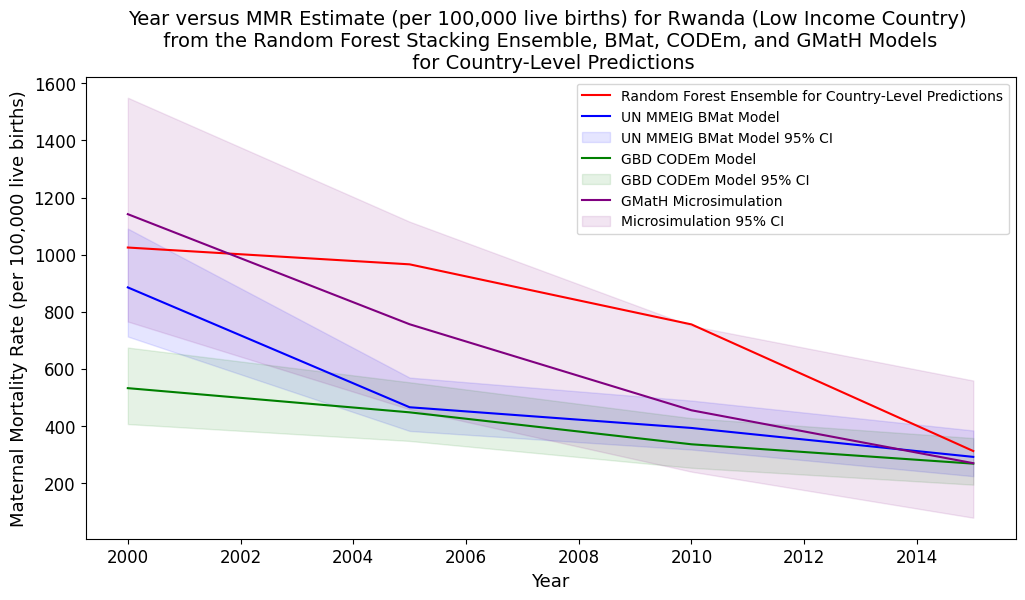 Year versus MMR Estimate (per 100,000 live births) for Rwanda (Low Income Country)
from the Random Forest Stacking Ensemble, BMat, CODEm, and GMatH Models
for Country-Level Predictions
Maternal Mortality Rate (per 100,000 live births)
1600
1400
1200
1000
800
600
400
200
Random Forest Ensemble for Country-Level Predictions
UN MMEIG BMat Model
UN MMEIG BMat Model 95% CI
GBD CODEm Model
GBD CODEm Model 95% CI
GMatH Microsimulation
Microsimulation 95% CI
2000
2002
2004
2006
2008
2010
2012
2014
Year